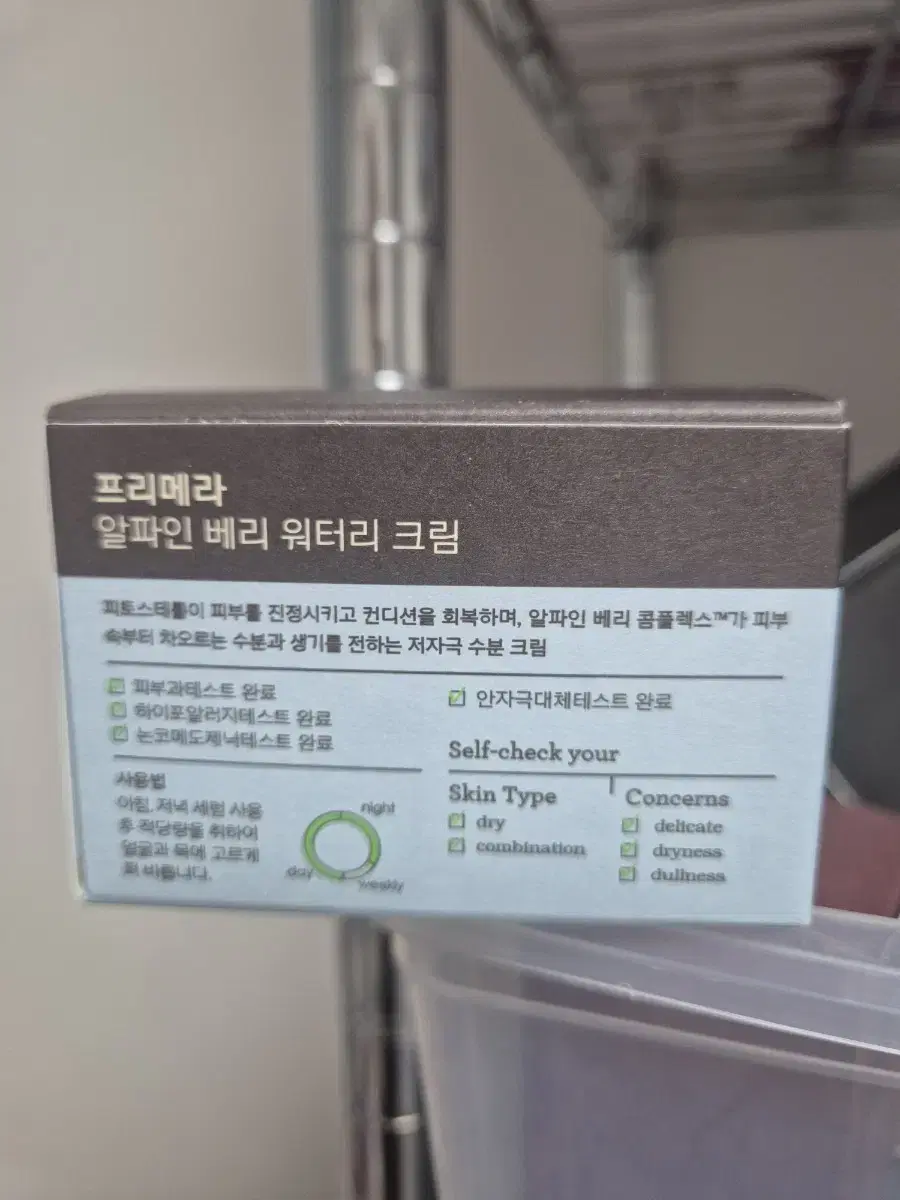 프리메라
알파인 베리 워터리 크림
피토스테롤이 피부를 진정시키고 컨디션을 회복하며, 알파인 베리 콤플렉스™가 피부
속부터 차오르는 수분과 생기를 전하는 저자극 수분 크림
피부과테스트 완료
하이포알러지테스트 완료
논코메도제닉테스트 완료
안자극대체테스트 완료
Self-check your
Skin Type
dry
combination
Concerns
delicate
dryness
dullness
사용법
아침, 저녁 세럼 사용
후 적당량을 취하여
얼굴과 목에 고르게
펴 바릅니다.
night
day
weekly